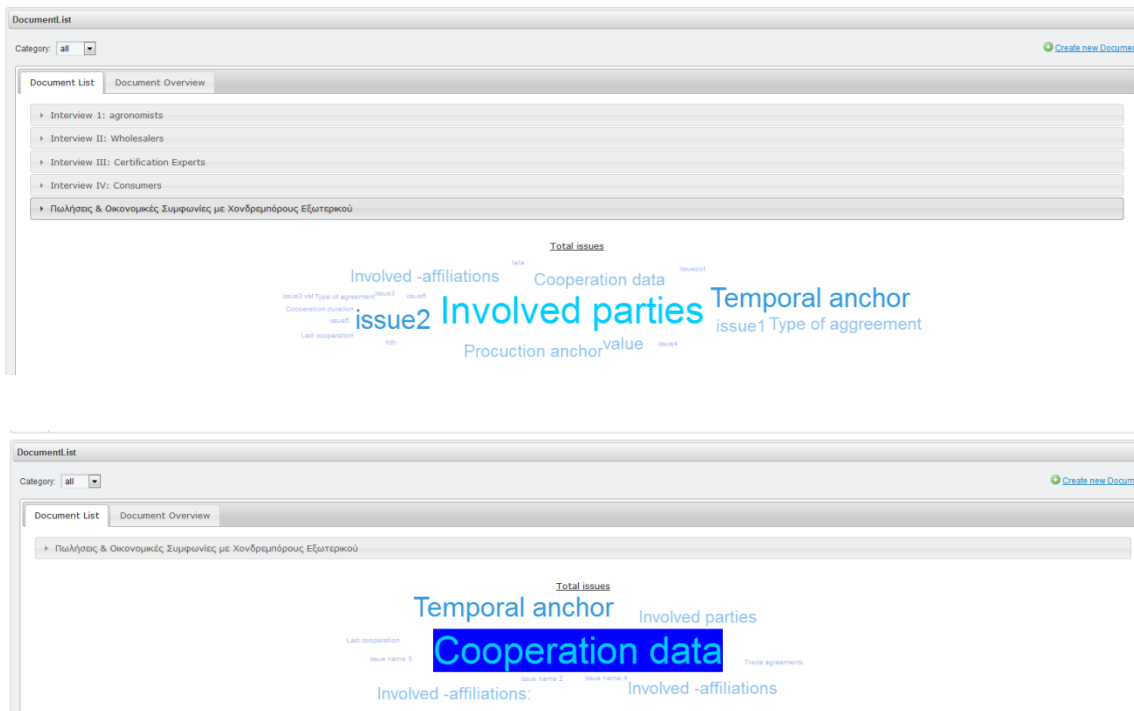 DocumentList
Category: all
Create new Documen
Document List Document Overview
Interview 1: agronomists
Interview II: Wholesalers
Interview III: Certification Experts
Interview IV: Consumers
Πωλήσεις & Οικονομικές Συμφωνίες με Χονδρεμπόρους Εξωτερικού
Total issues
Involved -affiliations Cooperation data
issue3 val Type of agreement issue3
Cooperation duration
issue2 Involved parties Temporal anchor
issue1 Type of aggreement
Last cooperation
Procuction anchor value issue4
DocumentList
Category: all
Create new Docum
Document List Document Overview
Πωλήσεις & Οικονομικές Συμφωνίες με Χονδρεμπόρους Εξωτερικού
Total issues
Temporal anchor Involved parties
Last cooperation
Issue name 3 Cooperation data Trade agreements
Issue name 2 Issue name 4
Involved -affiliations: Involved -affiliations